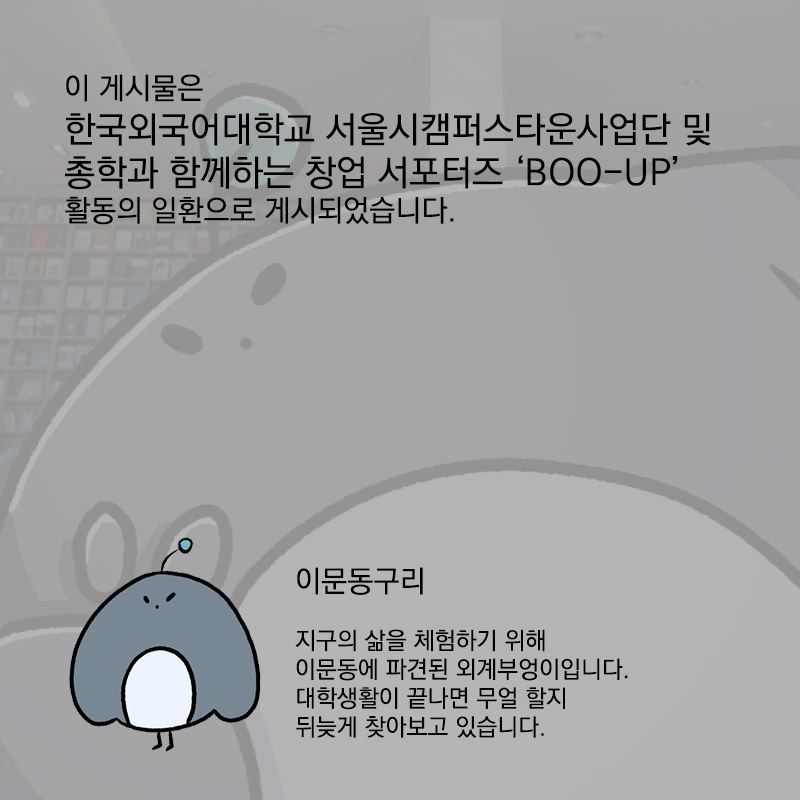 이 게시물은
한국외국어대학교 서울시캠퍼스타운사업단 및
총학과 함께하는 창업 서포터즈 ‘BOO-UP’
활동의 일환으로 게시되었습니다.
이문동구리
지구의 삶을 체험하기 위해
이문동에 파견된 외계부엉이입니다.
대학생활이 끝나면 무얼 할지
뒤늦게 찾아보고 있습니다.